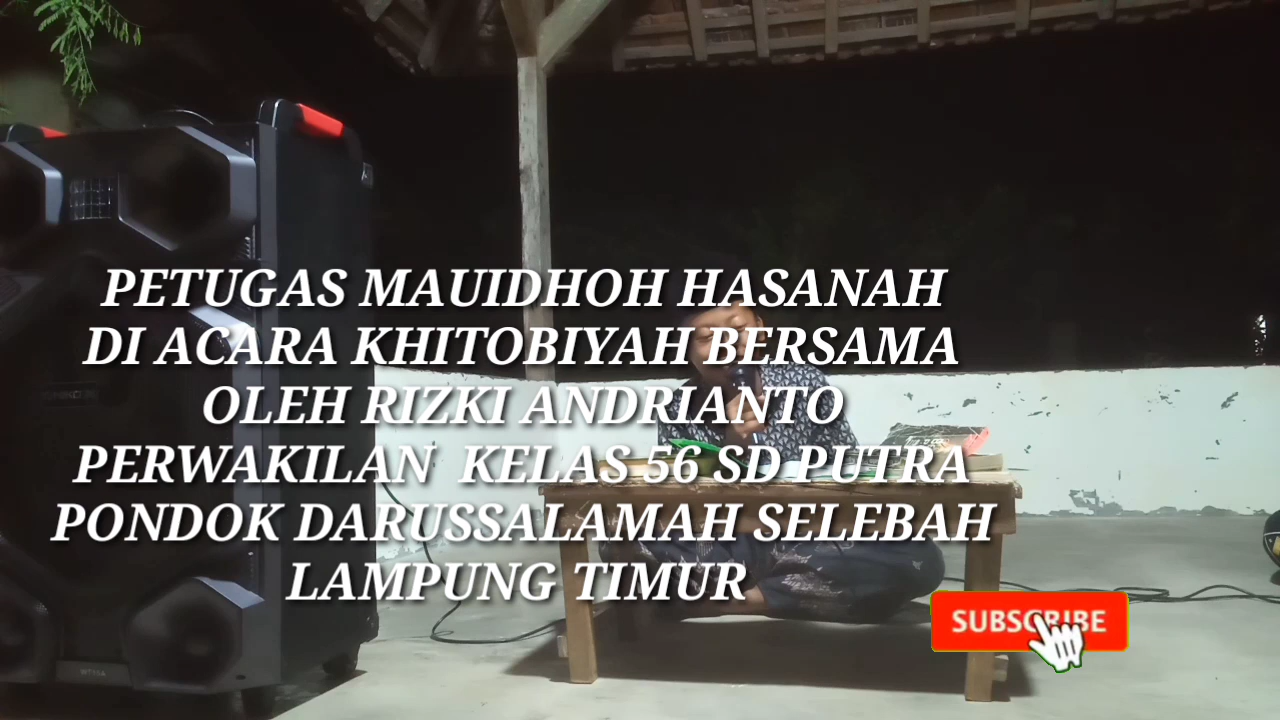 PETUGAS MAUIDHOH HASANAH
DI ACARA KHITOBIYAH BERSAMA
OLEH RIZKI ANDRIANTO
PERWAKILAN KELAS 56 SD PUTRA
PONDOK DARUSSALAMAH SELEBAH
LAMPUNG TIMUR
SUBSCRIBE